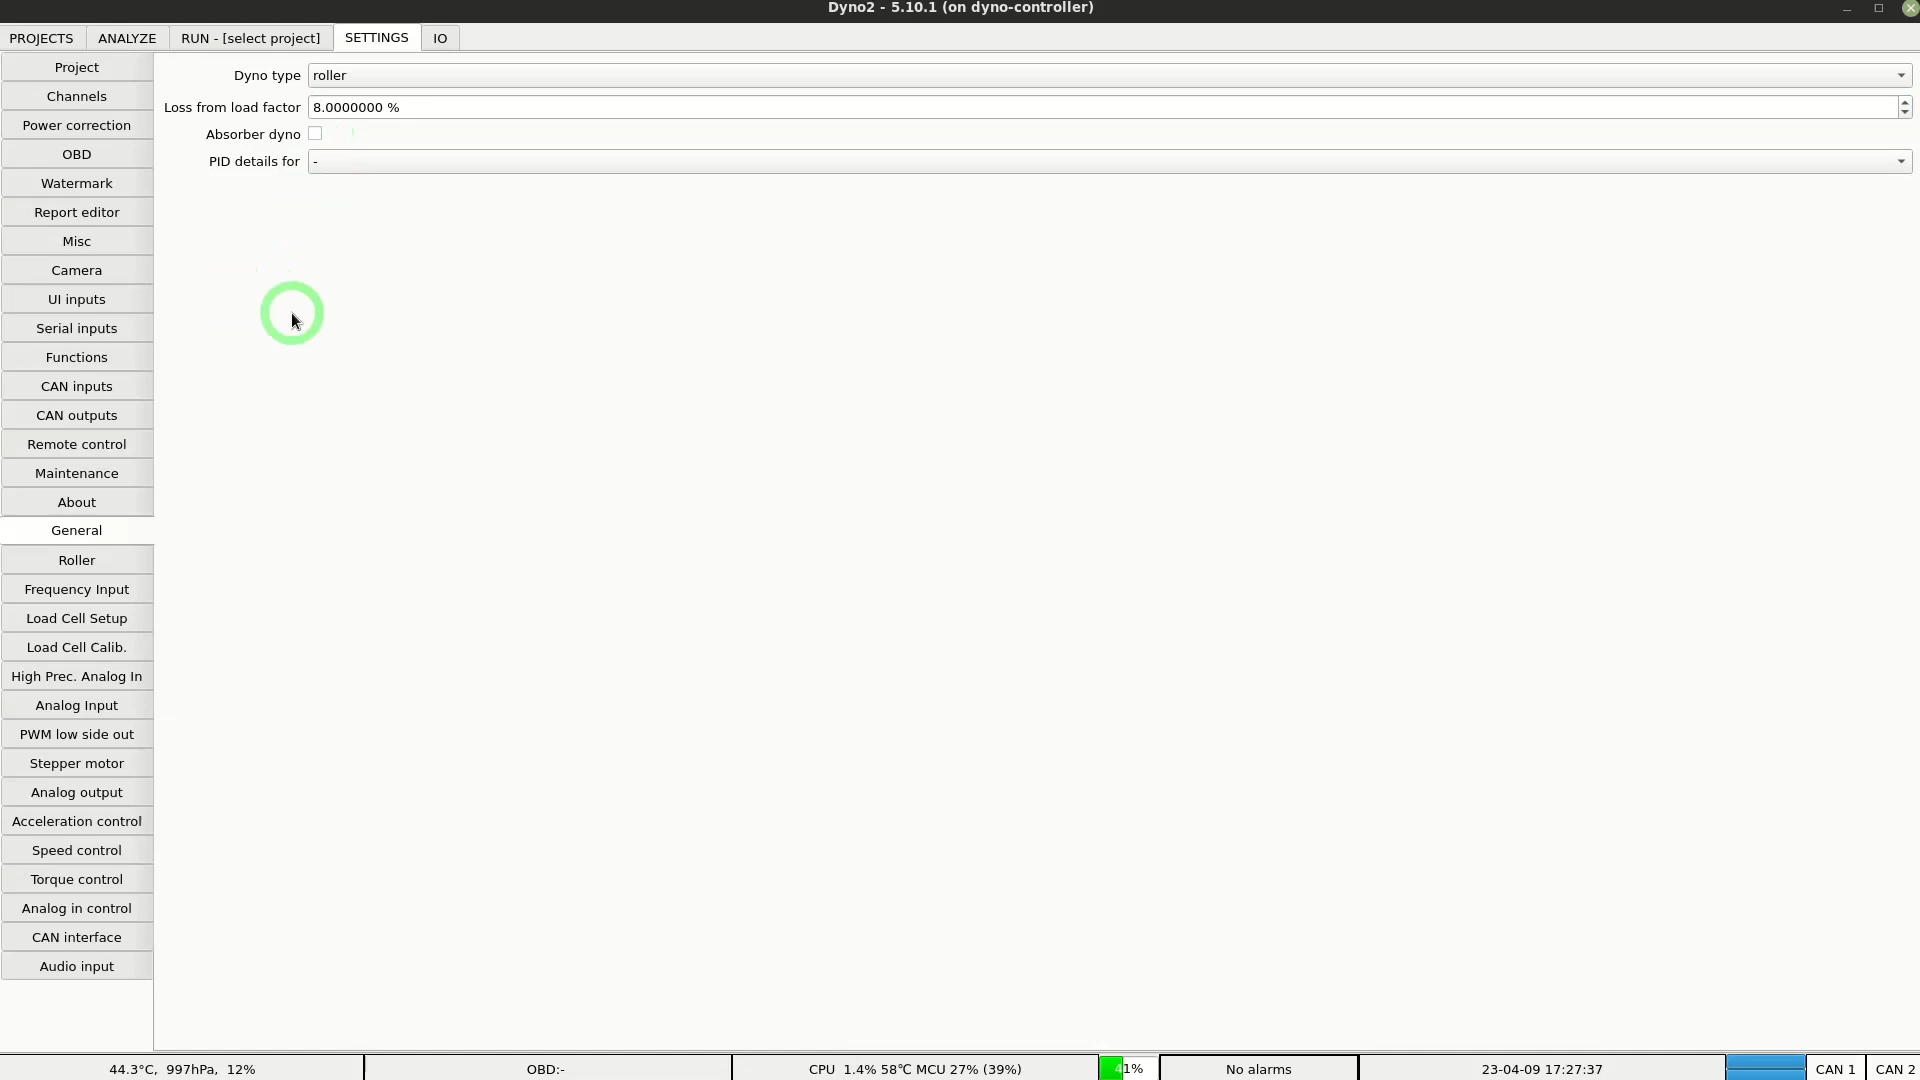 Dyno2 - 5.10.1 (on dyno-controller)
PROJECTS ANALYZE RUN - [select project] SETTINGS IO
Project
Channels
Power correction
OBD
Watermark
Report editor
Misc
Camera
UI inputs
Serial inputs
Functions
CAN inputs
CAN outputs
Remote control
Maintenance
About
General
Roller
Frequency Input
Load Cell Setup
Load Cell Calib.
High Prec. Analog In
Analog Input
PWM low side out
Stepper motor
Analog output
Acceleration control
Speed control
Torque control
Analog in control
CAN interface
Audio input
Dyno type roller
Loss from load factor 8.0000000 %
Absorber dyno
PID details for -
44.3°C, 997hPa, 12% OBD:- CPU 1.4% 58℃ MCU 27% (39%) 41% No alarms 23-04-09 17:27:37 CAN 1 CAN 2